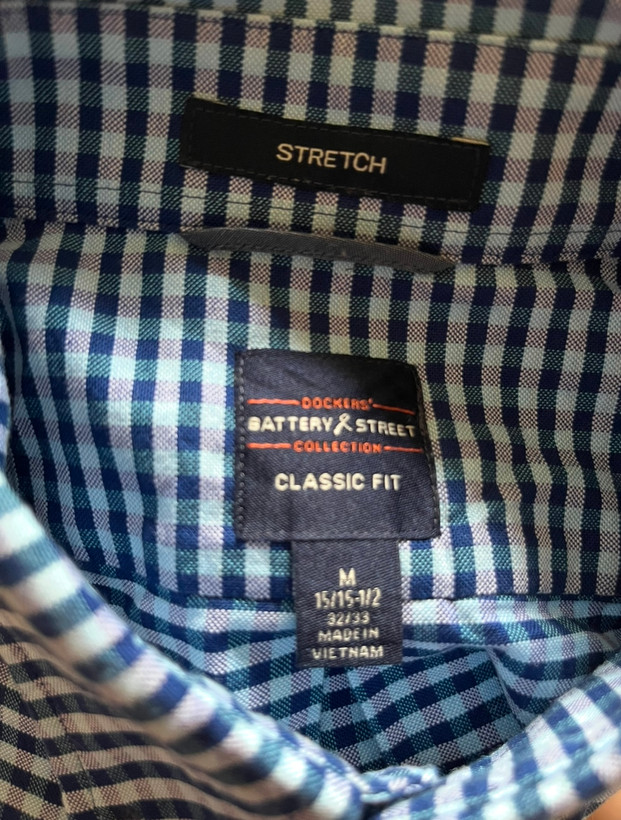 STRETCH
DOCKERS®
BATTERY & STREET
COLLECTION
CLASSIC FIT
M
15/15-1/2
32/33
MADE IN
VIETNAM